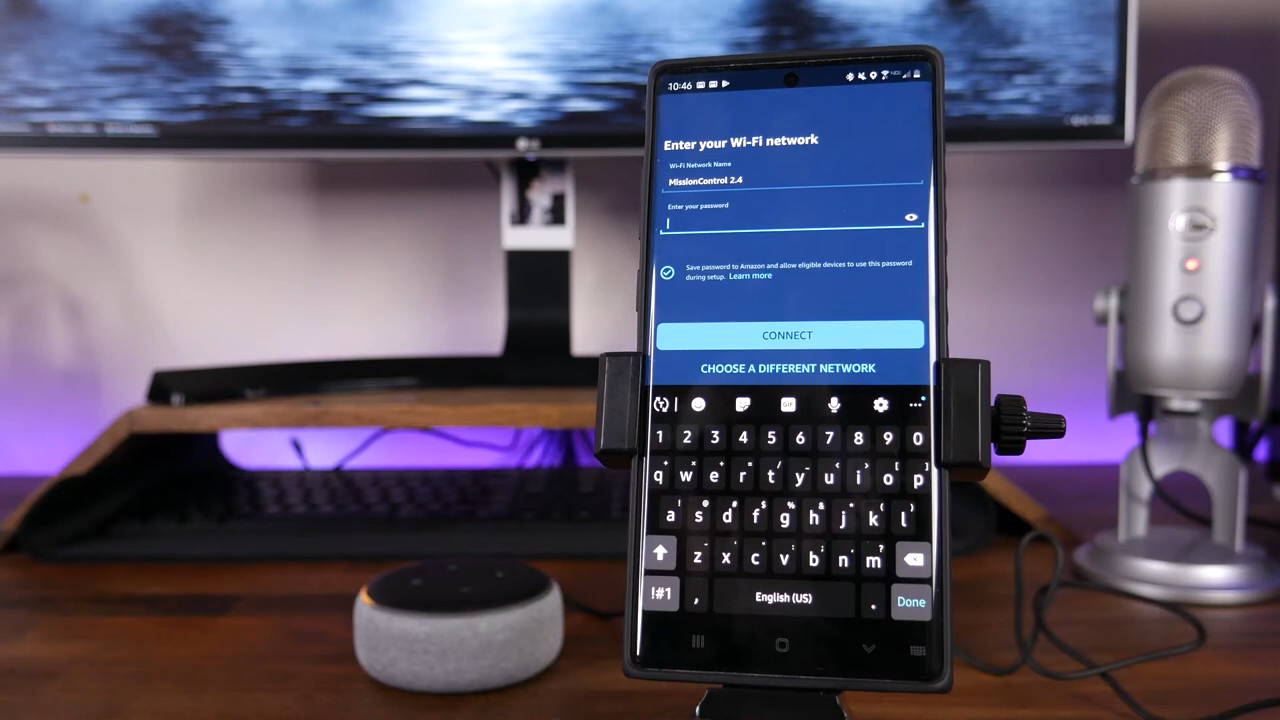 10:46
Enter your Wi-Fi network
Wi-Fi Network Name
MissionControl 2.4
Enter your password
Save password to Amazon and allow eligible devices to use this password
during setup. Learn more
CONNECT
CHOOSE A DIFFERENT NETWORK
GIF
1 2 3 4 5 6 7 8 9 0
q w e r t y u i o p
a s d f g h j k l
z x c v b n m
!#1 , English (US) . Done